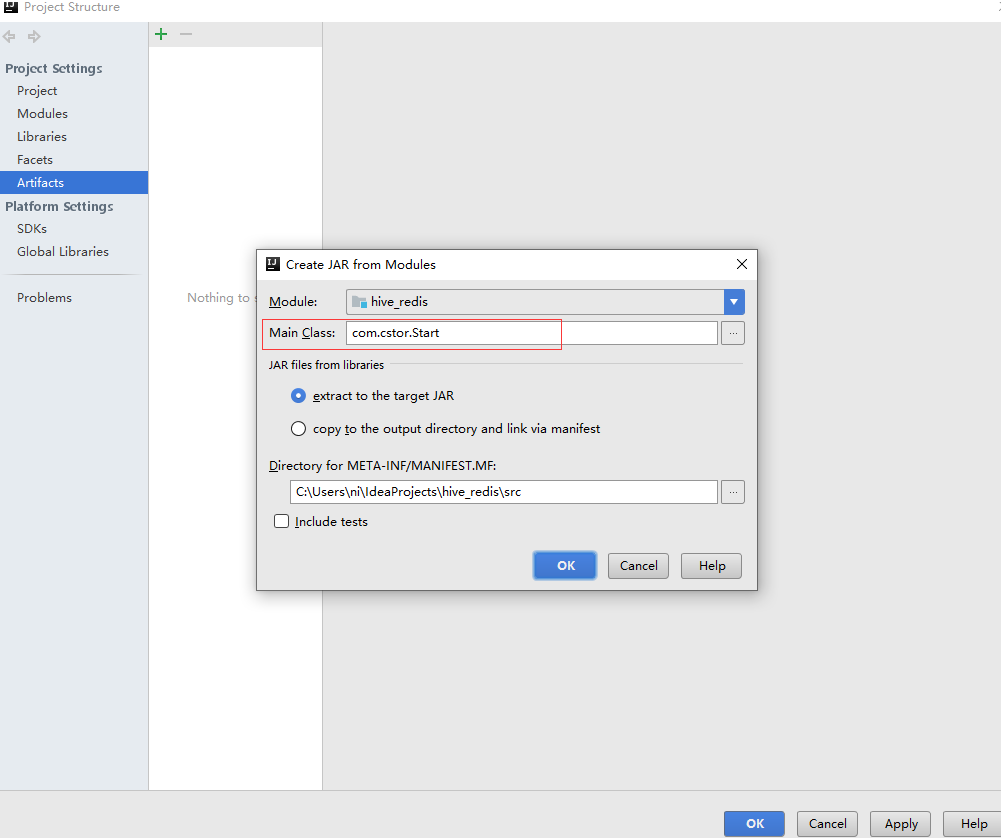 Project Structure
Project Settings
Project
Modules
Libraries
Facets
Artifacts
Platform Settings
SDKs
Global Libraries
Problems
Nothing to
Create JAR from Modules
Module: hive_redis
Main Class: com.cstor.Start
...
JAR files from libraries
extract to the target JAR
copy to the output directory and link via manifest
Directory for META-INF/MANIFEST.MF:
C:\Users\ni\IdeaProjects\hive_redis\src
...
Include tests
OK Cancel Help
OK Cancel Apply Help